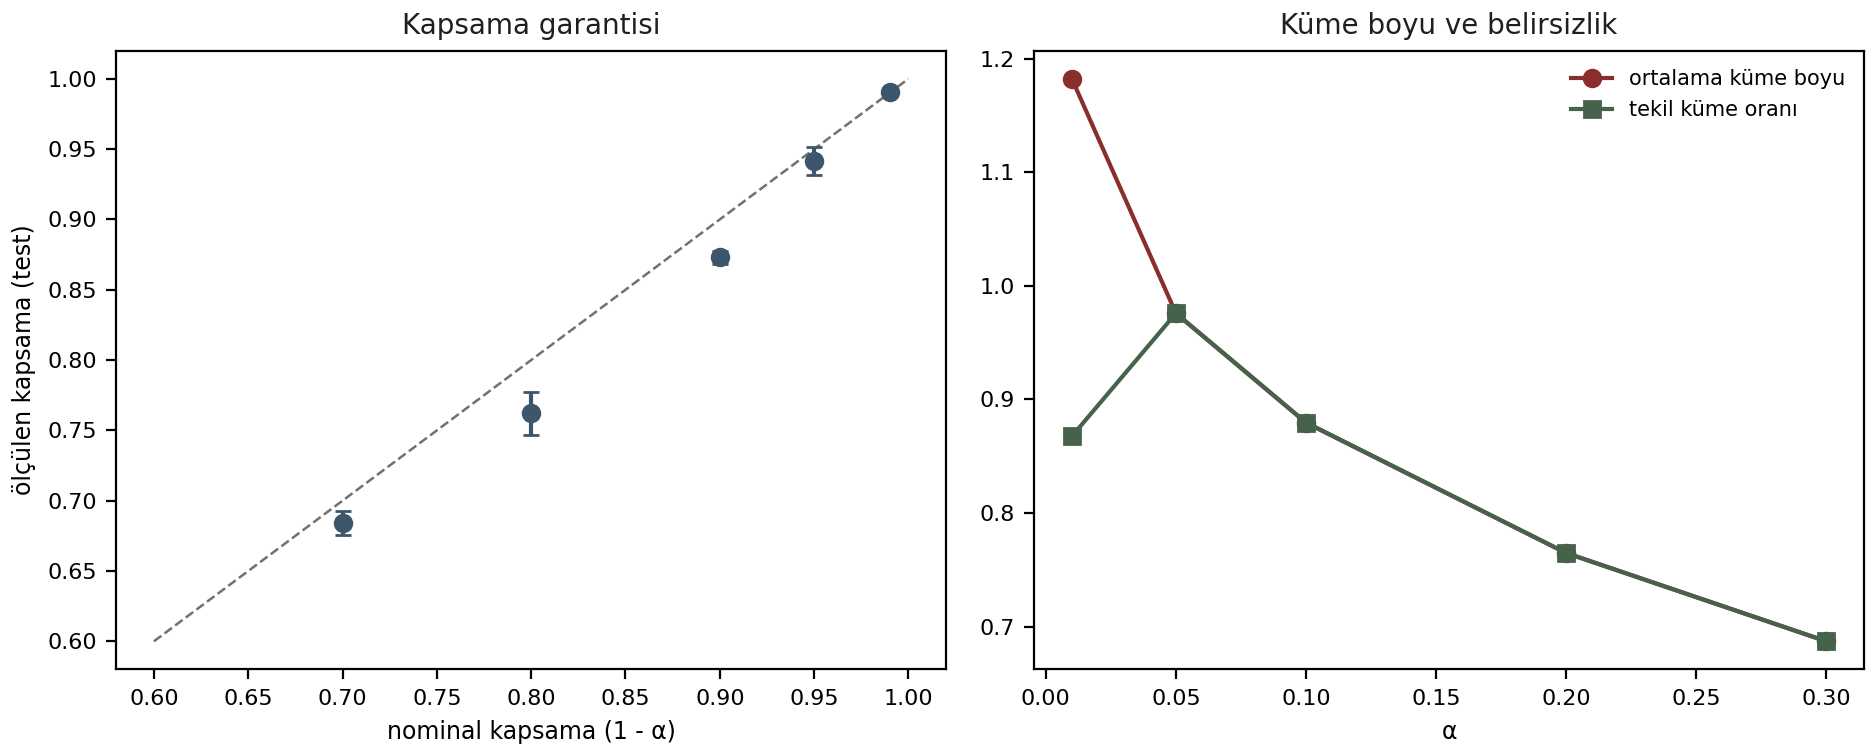 Kapsama garantisi
ölçülen kapsama (test)
1.00
0.95
0.90
0.85
0.80
0.75
0.70
0.65
0.60
0.60 0.65 0.70 0.75 0.80 0.85 0.90 0.95 1.00
nominal kapsama (1 - α)
Küme boyu ve belirsizlik
ortalama küme boyu
tekil küme oranı
1.2
1.1
1.0
0.9
0.8
0.7
0.00 0.05 0.10 0.15 0.20 0.25 0.30
α